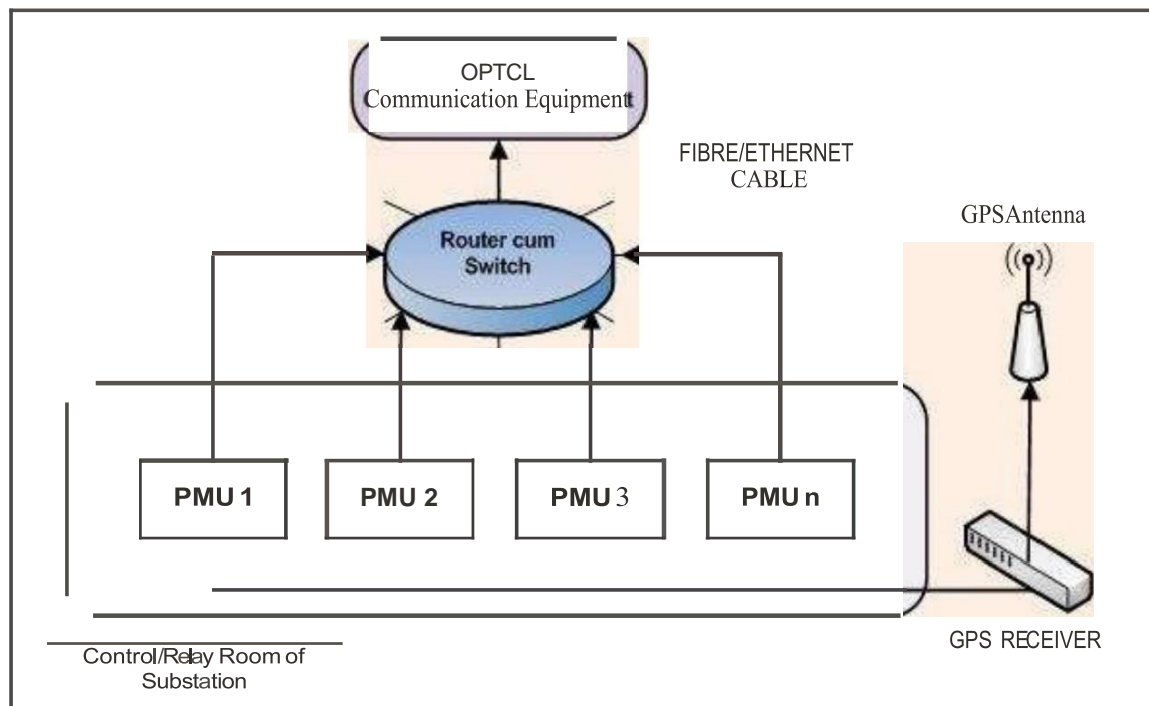 OPTCL
Communication Equipment
FIBRE/ETHERNET
CABLE
GPSAntenna
Router cum
Switch
PMU 1
PMU 2
PMU 3
PMU n
GPS RECEIVER
Control/Relay Room of
Substation